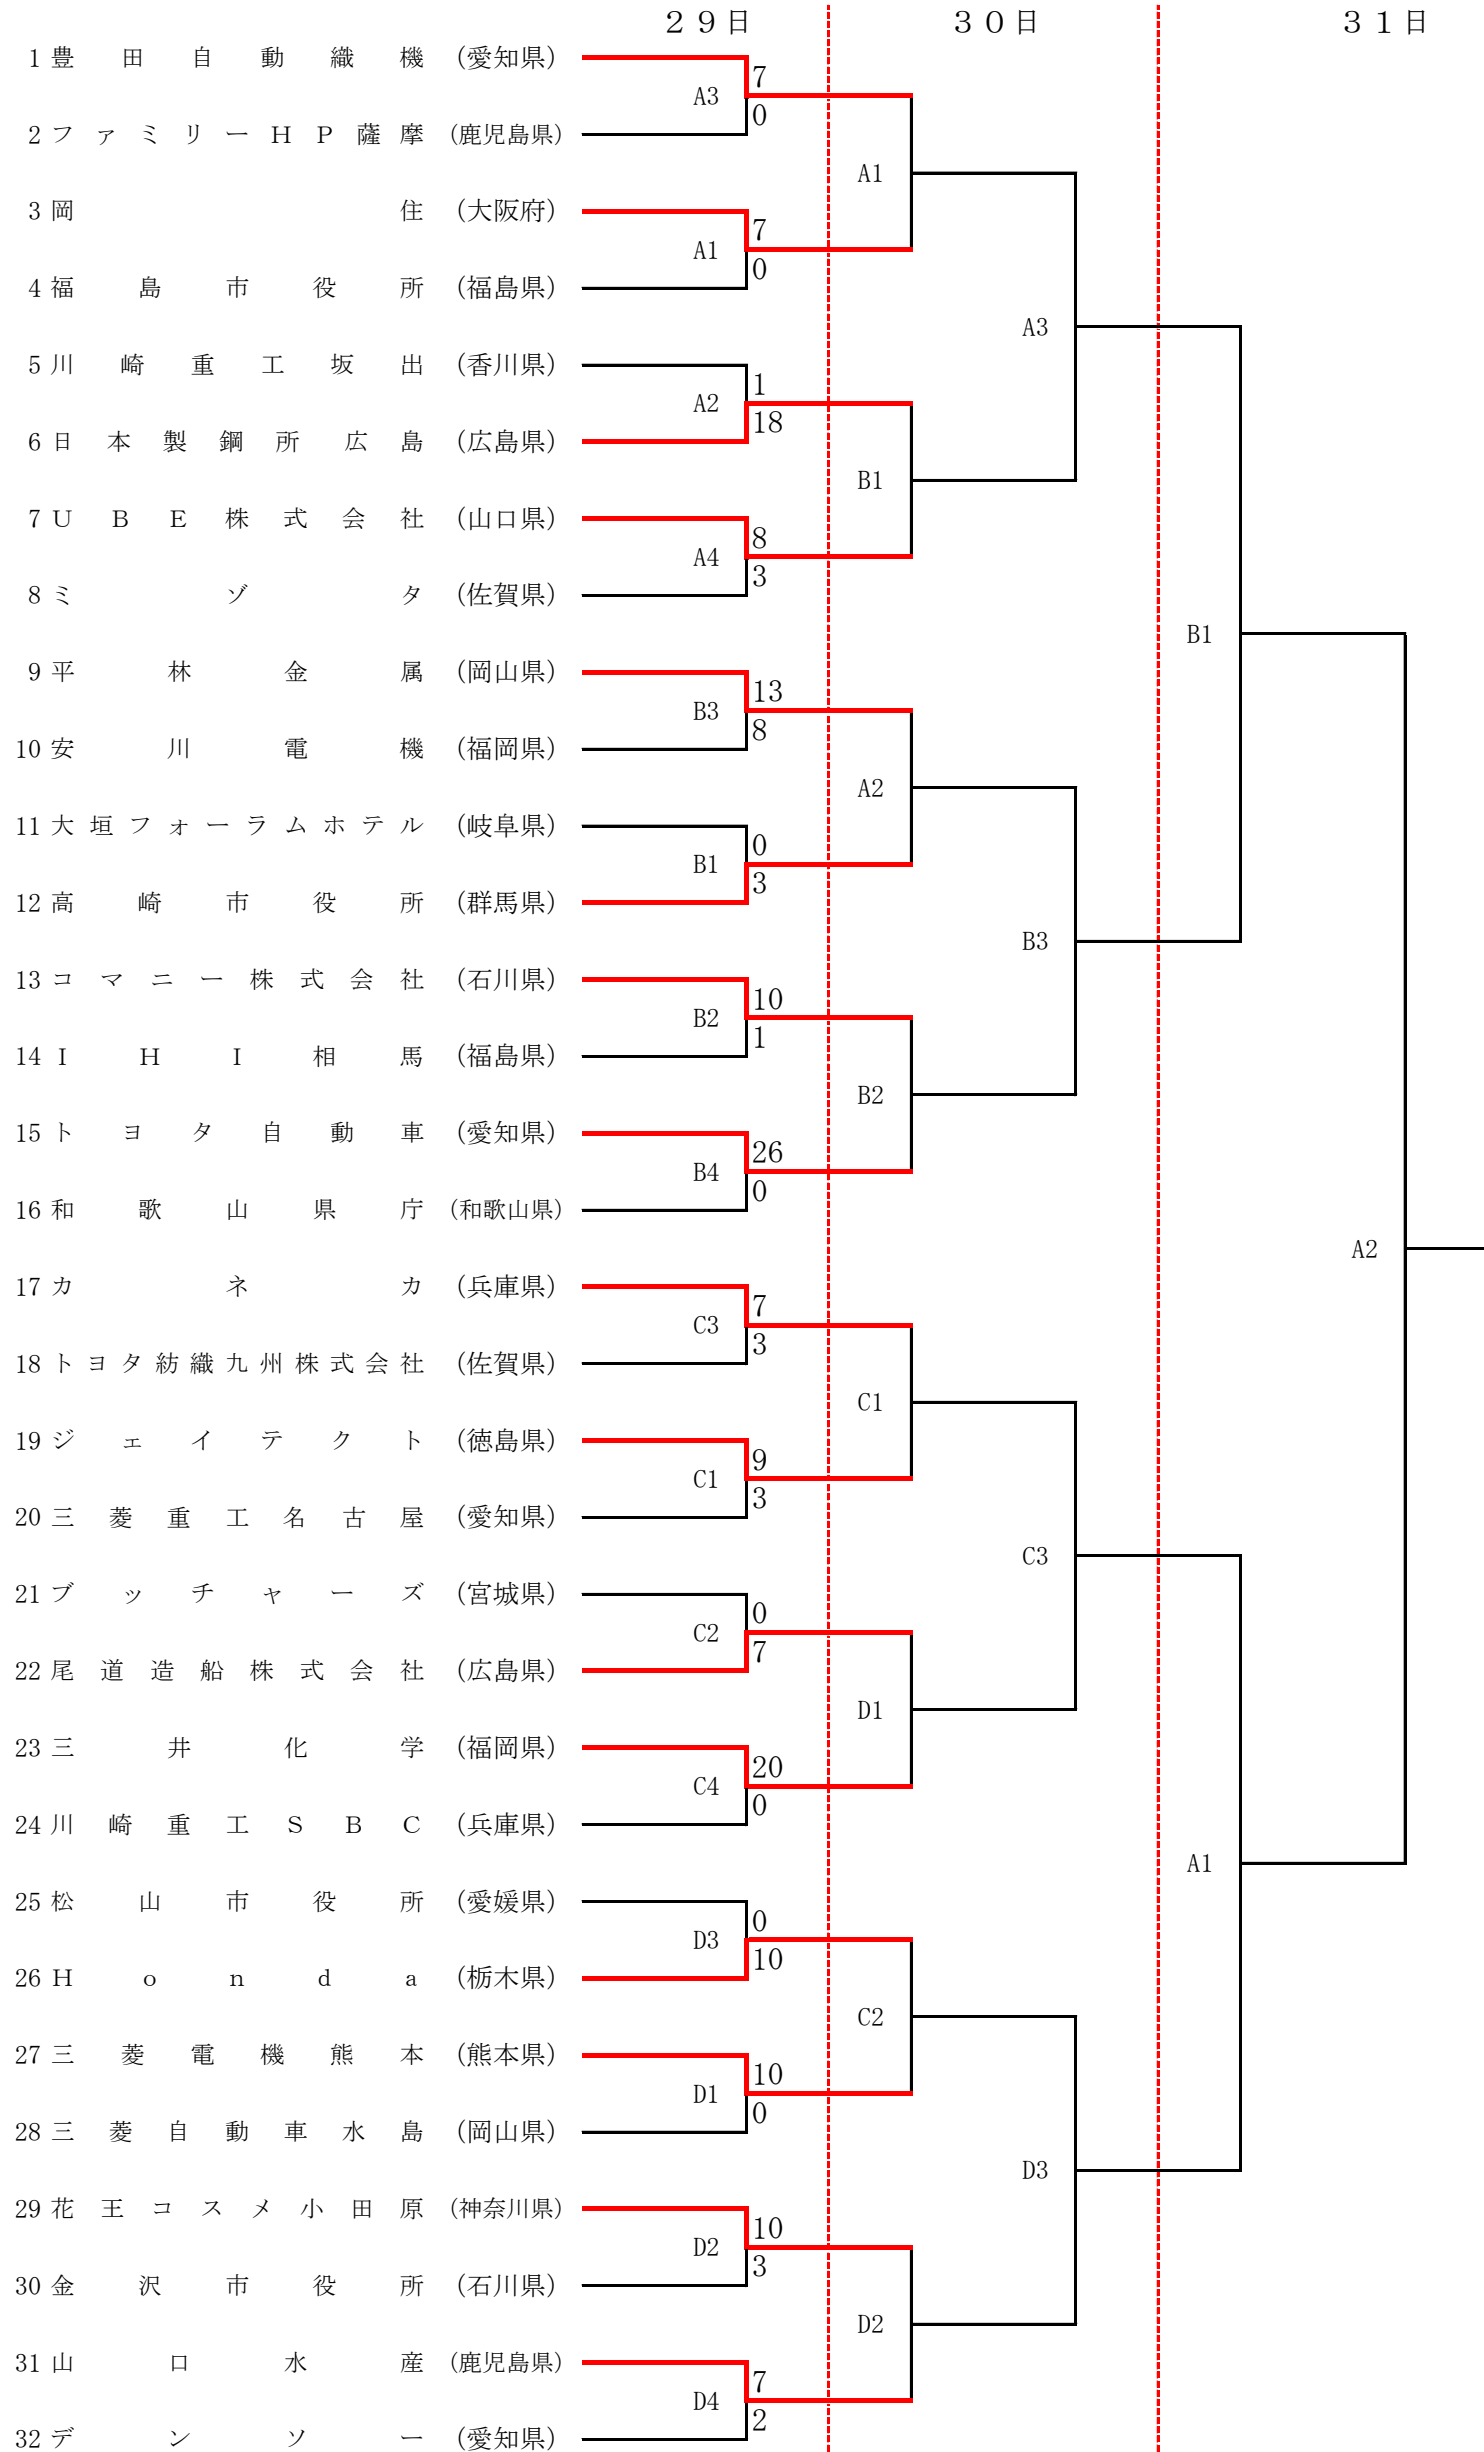 ２９日 ３０日 ３１日
1 豊田自動織機 (愛知県)
7
A3
0
2 ファミリーＨＰ薩摩 (鹿児島県)
A1
3 岡住 (大阪府)
7
A1
0
4 福島市役所 (福島県)
A3
5 川崎重工坂出 (香川県)
1
A2
18
6 日本製鋼所広島 (広島県)
B1
7 ＵＢＥ株式会社 (山口県)
8
A4
3
8 ミゾタ (佐賀県)
B1
9 平林金属 (岡山県)
13
B3
8
10 安川電機 (福岡県)
A2
11 大垣フォーラムホテル (岐阜県)
0
B1
3
12 高崎市役所 (群馬県)
B3
13 コマニー株式会社 (石川県)
10
B2
1
14 ＩＨＩ相馬 (福島県)
B2
15 トヨタ自動車 (愛知県)
26
B4
0
16 和歌山県庁 (和歌山県)
A2
17 カネカ (兵庫県)
7
C3
3
18 トヨタ紡織九州株式会社 (佐賀県)
C1
19 ジェイテクト (徳島県)
9
C1
3
20 三菱重工名古屋 (愛知県)
C3
21 ブッチャーズ (宮城県)
0
C2
7
22 尾道造船株式会社 (広島県)
D1
23 三井化学 (福岡県)
20
C4
0
24 川崎重工ＳＢＣ (兵庫県)
A1
25 松山市役所 (愛媛県)
0
D3
10
26 Ｈｏｎｄａ (栃木県)
C2
27 三菱電機熊本 (熊本県)
10
D1
0
28 三菱自動車水島 (岡山県)
D3
29 花王コスメ小田原 (神奈川県)
10
D2
3
30 金沢市役所 (石川県)
D2
31 山口水産 (鹿児島県)
7
D4
2
32 デンソー (愛知県)